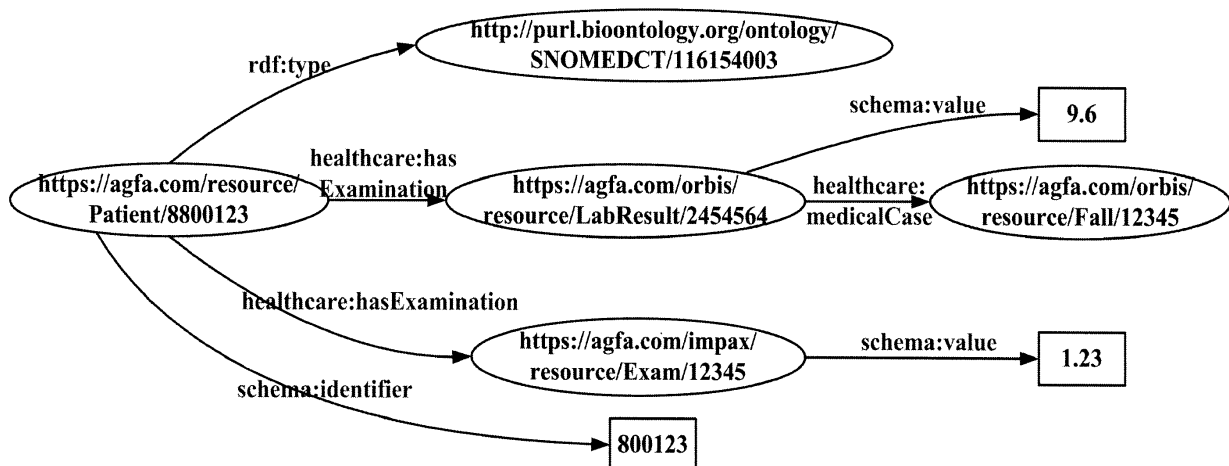 http://purl.bioontology.org/ontology/
SNOMEDCT/116154003
rdf:type
schema:value
9.6
https://agfa.com/resource/
Patient/8800123
healthcare:has
Examination
https://agfa.com/orbis/
resource/LabResult/2454564
healthcare:
medicalCase
https://agfa.com/orbis/
resource/Fall/12345
healthcare:hasExamination
https://agfa.com/impax/
resource/Exam/12345
schema:value
1.23
schema:identifier
800123